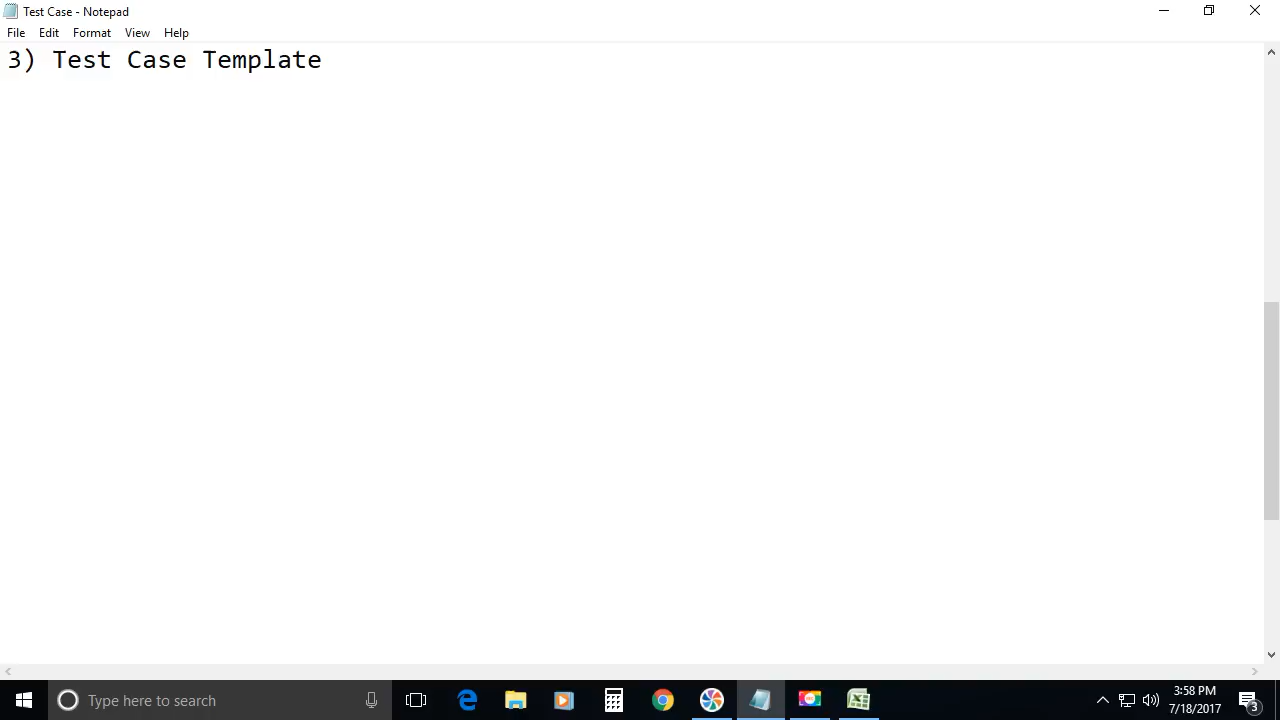 Test Case - Notepad
File Edit Format View Help
3) Test Case Template
Type here to search
3:58 PM
7/18/2017
3